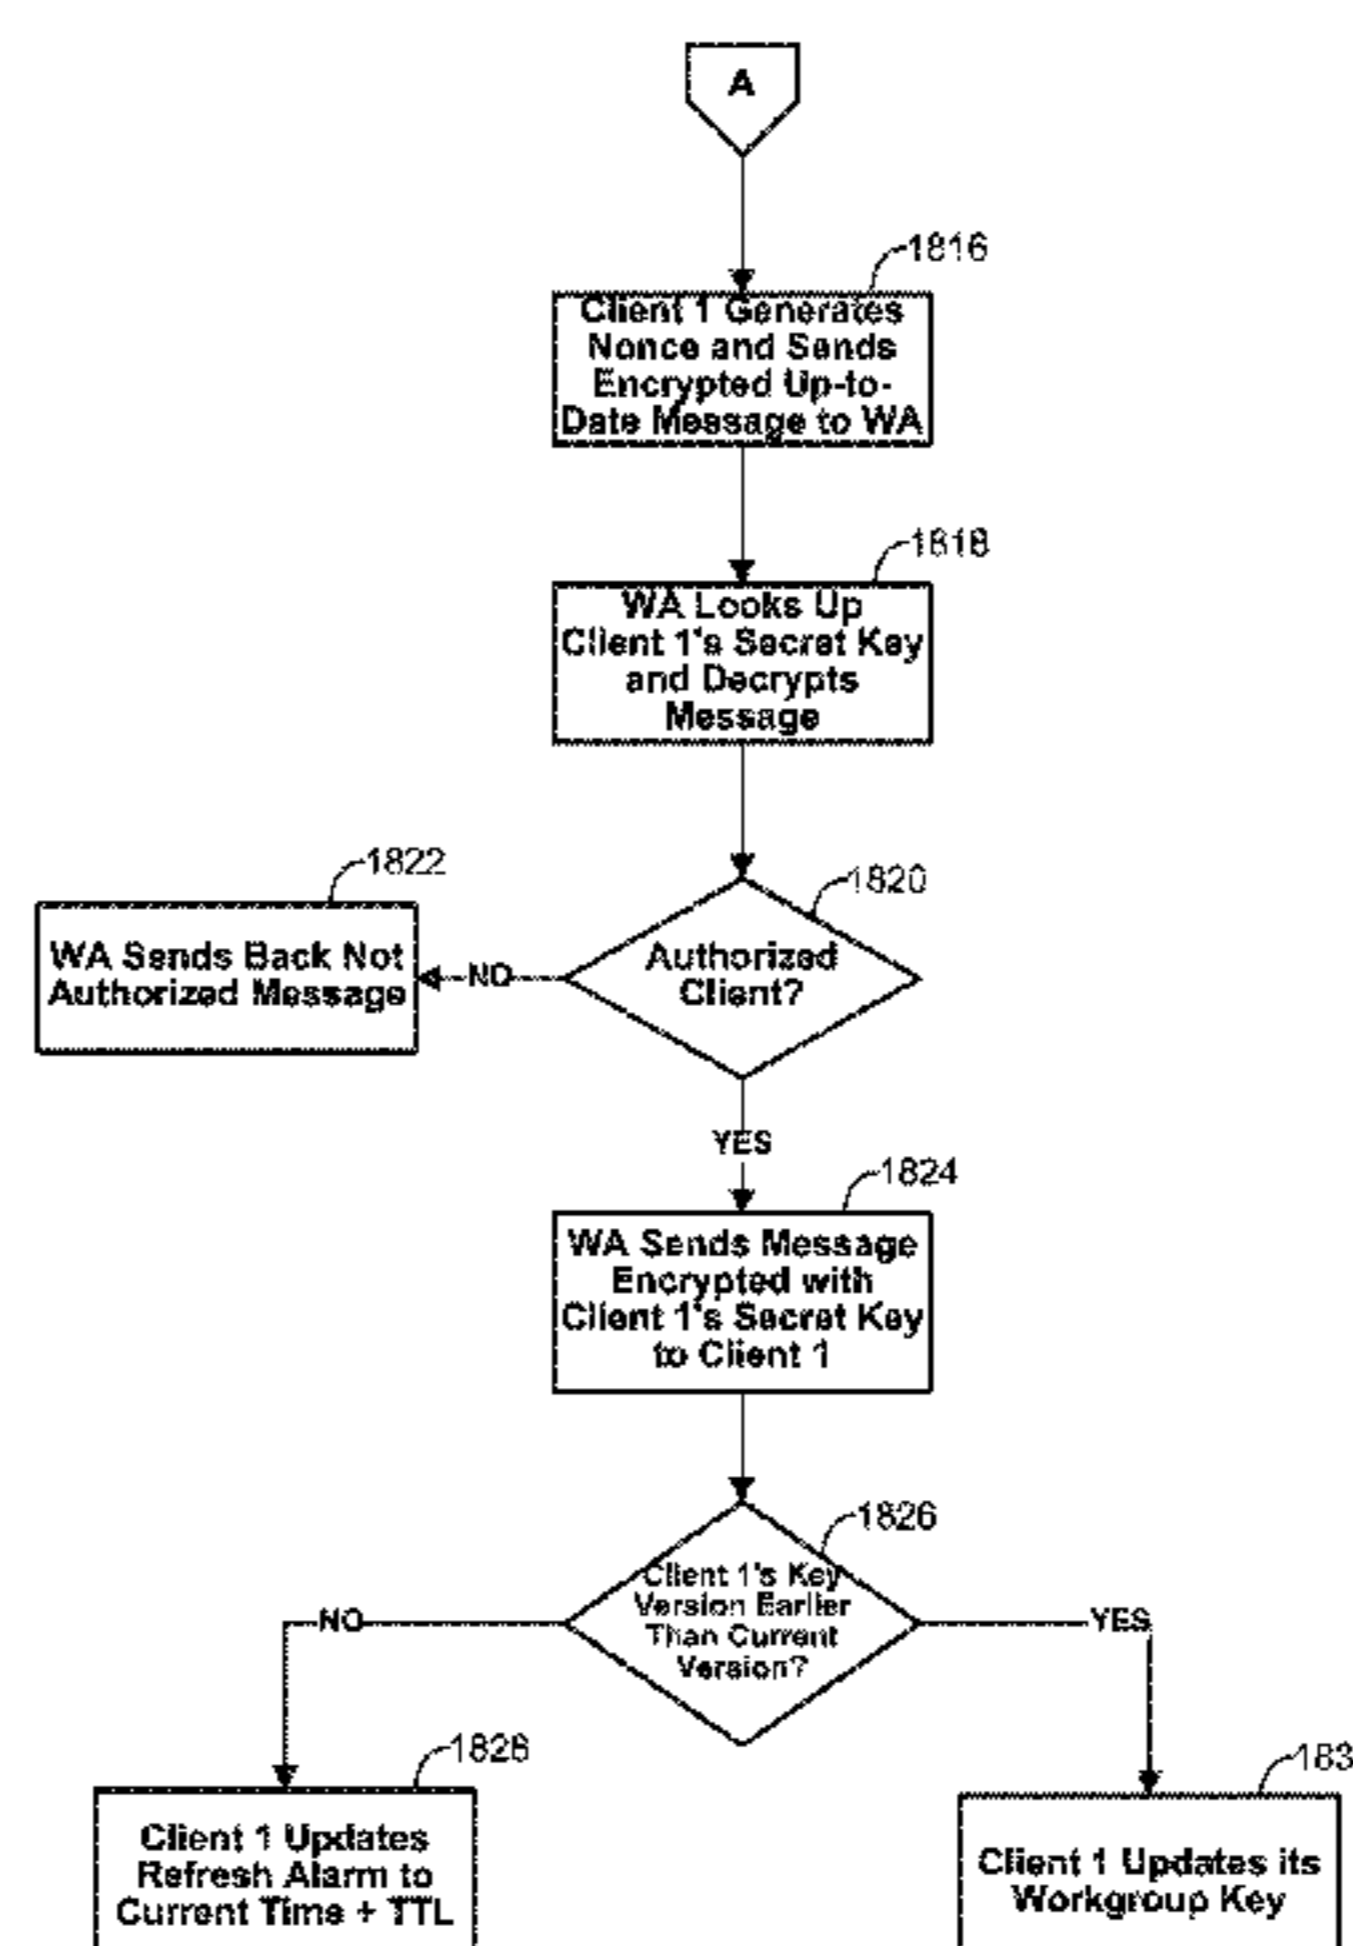 A
1816
Client 1 Generates
Nonce and Sends
Encrypted Up-to-
Date Message to WA
1818
WA Looks Up
Client 1's Secret Key
and Decrypts
Message
1822
1820
WA Sends Back Not
Authorized Message
NO
Authorized
Client?
YES
1824
WA Sends Message
Encrypted with
Client 1's Secret Key
to Client 1
1826
Client 1's Key
Version Earlier
Than Current
Version?
NO
YES
1828
183
Client 1 Updates
Refresh Alarm to
Current Time + TTL
Client 1 Updates its
Workgroup Key